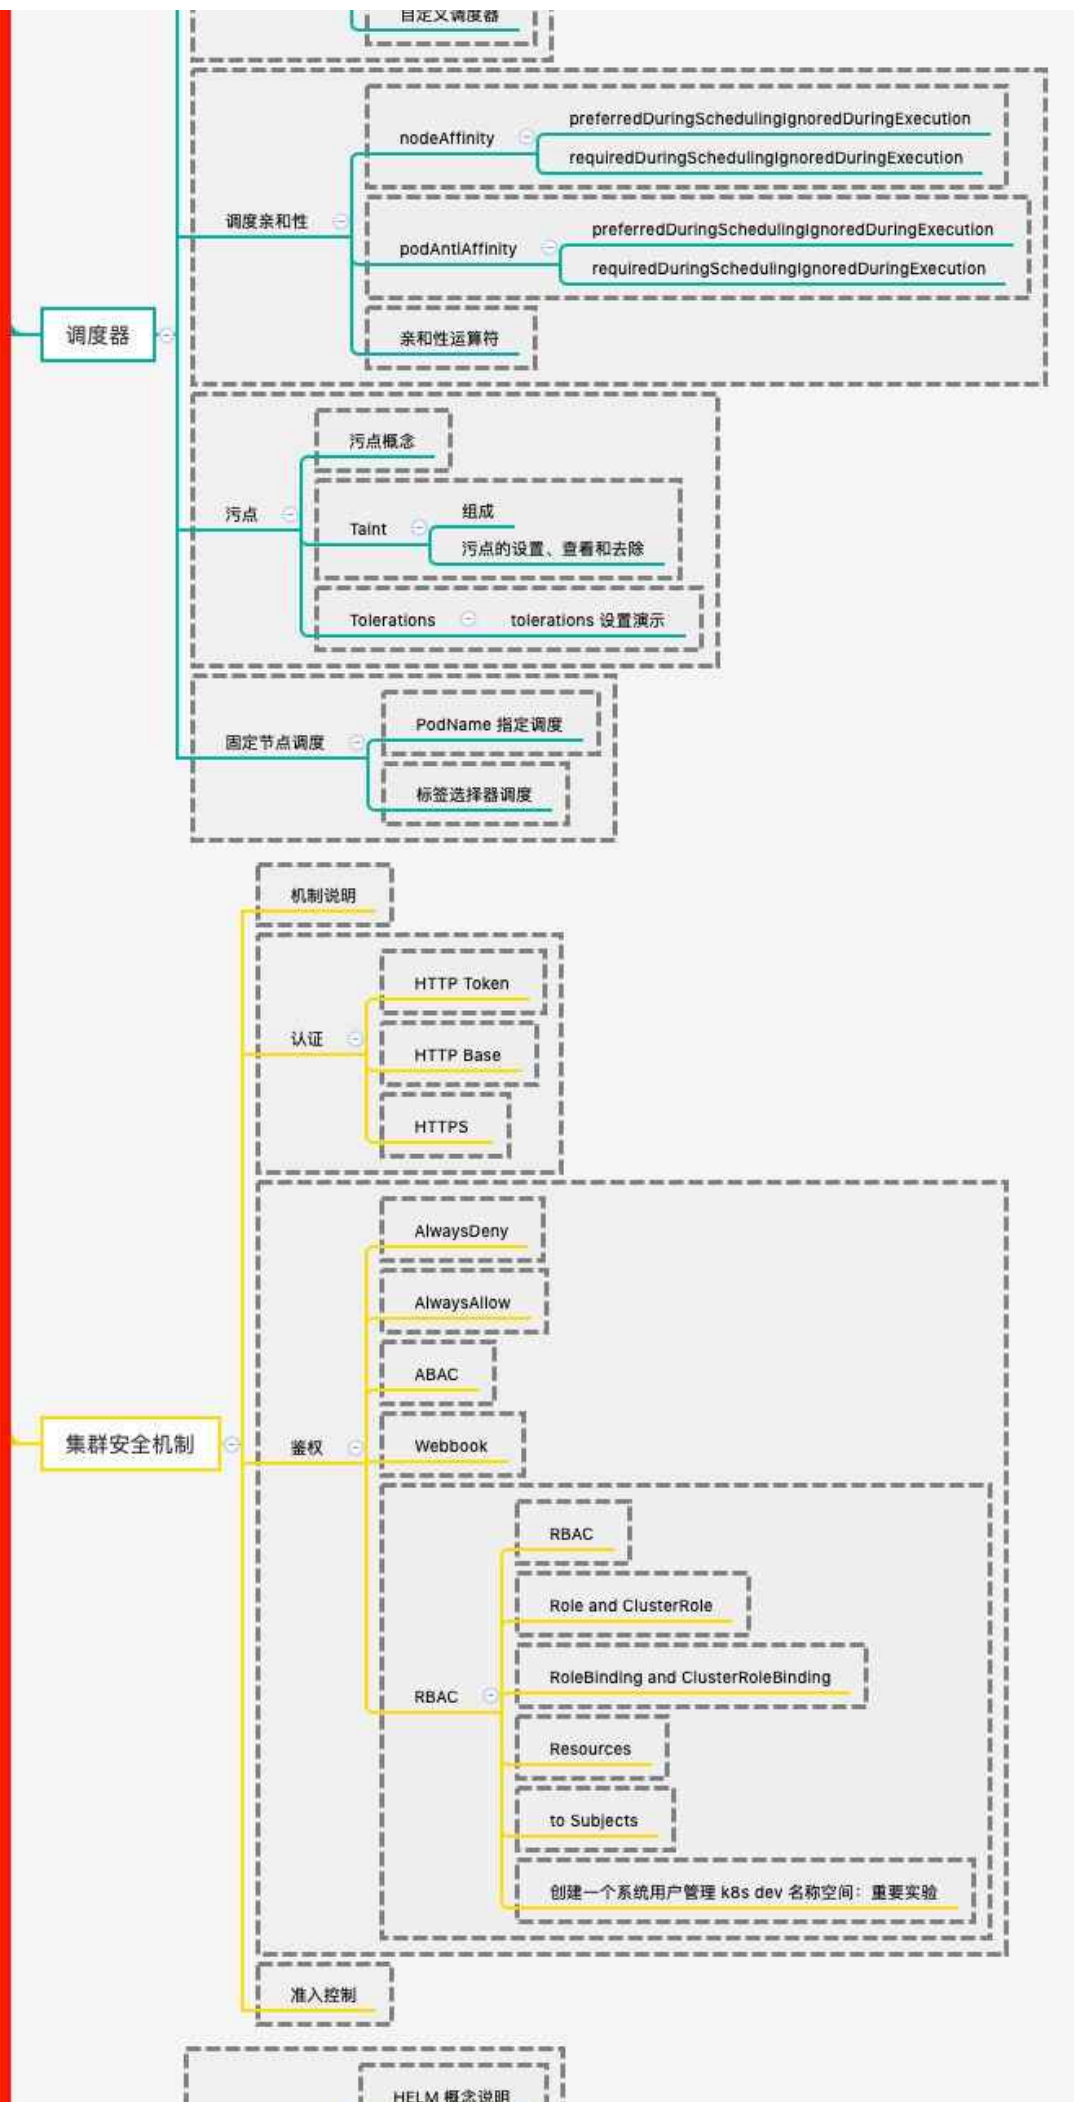 自定义调度器
preferredDuringSchedulingIgnoredDuringExecution
nodeAffinity
requiredDuringSchedulingIgnoredDuringExecution
调度亲和性
preferredDuringSchedulingIgnoredDuringExecution
podAntiAffinity
requiredDuringSchedulingIgnoredDuringExecution
调度器
亲和性运算符
污点概念
污点
组成
Taint
污点的设置、查看和去除
Tolerations
tolerations 设置演示
PodName 指定调度
固定节点调度
标签选择器调度
机制说明
HTTP Token
认证
HTTP Base
HTTPS
AlwaysDeny
AlwaysAllow
ABAC
集群安全机制
鉴权
Webbook
RBAC
Role and ClusterRole
RoleBinding and ClusterRoleBinding
RBAC
Resources
to Subjects
创建一个系统用户管理 k8s dev 名称空间：重要实验
准入控制
HELM 概念说明